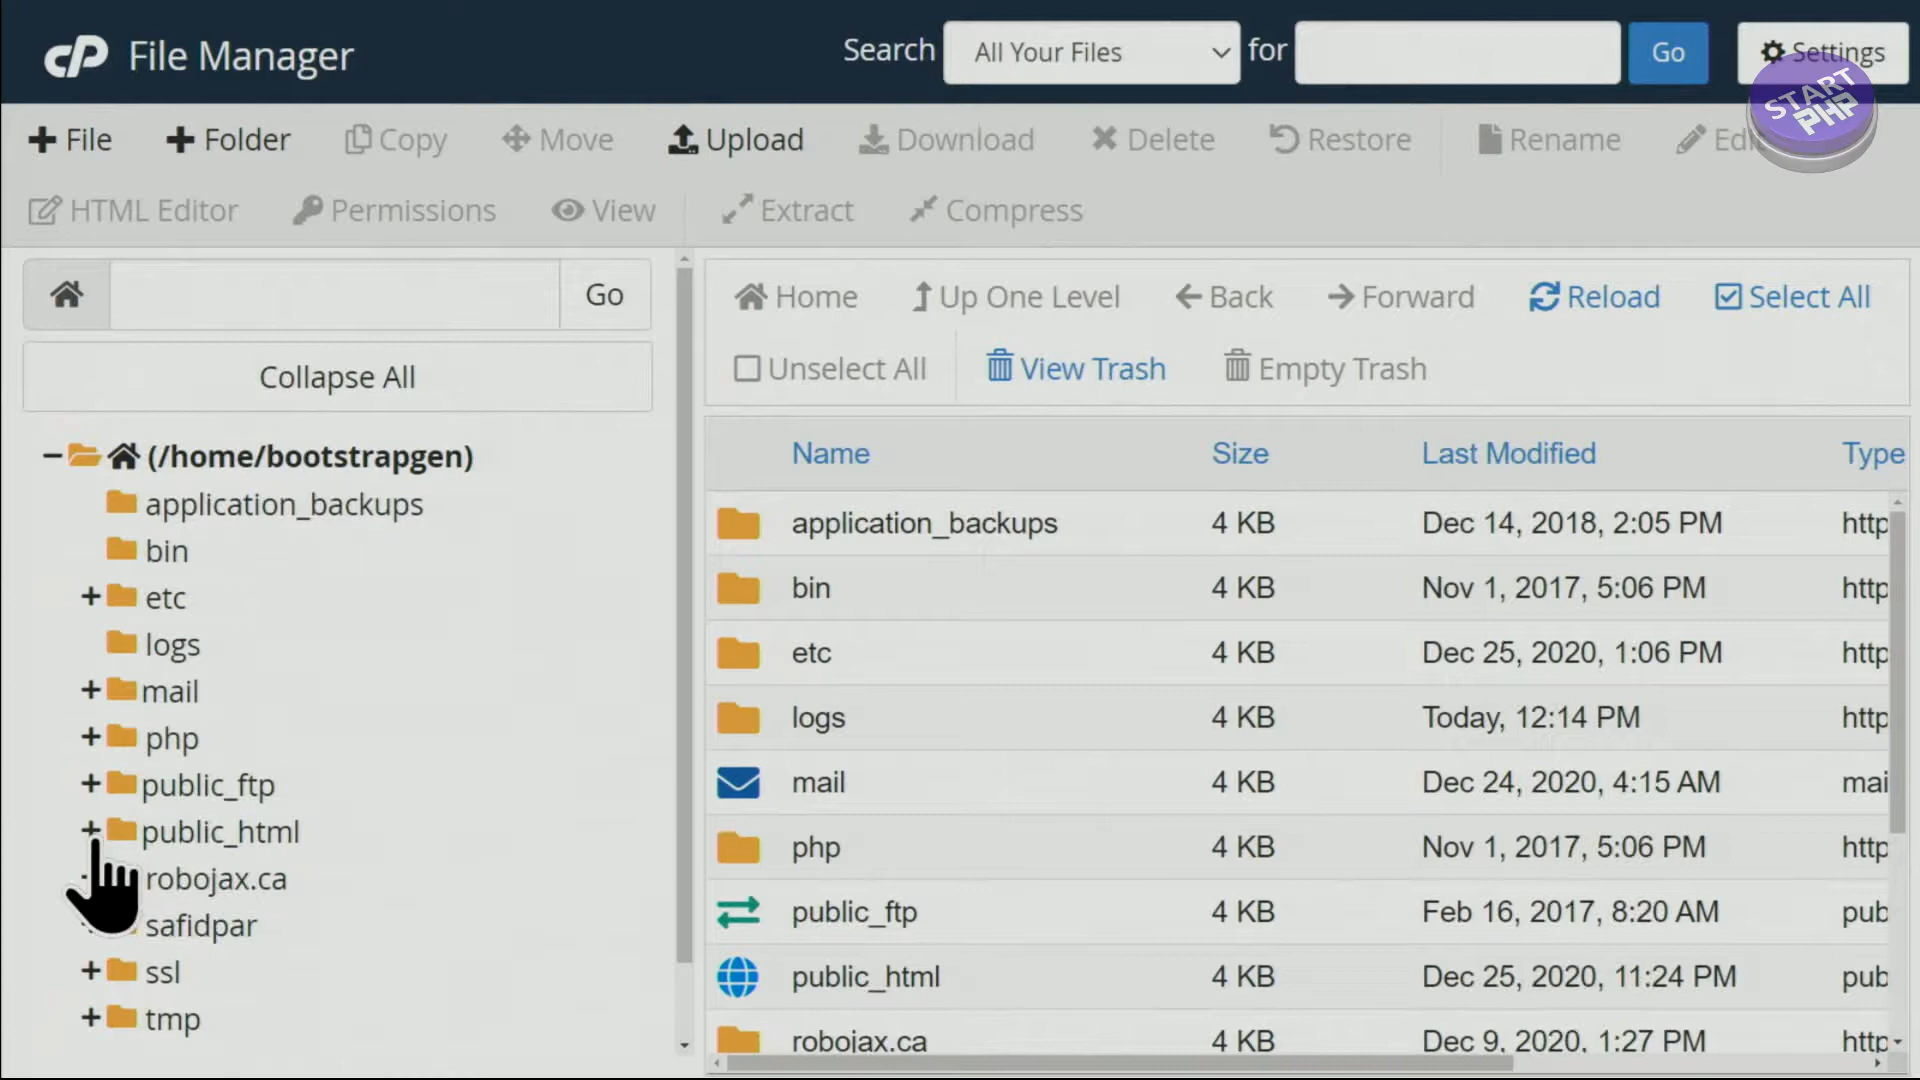 cP File Manager
Search All Your Files for Go Settings
START PHP
File Folder Copy Move Upload Download Delete Restore Rename Edit
HTML Editor Permissions View Extract Compress
Go
Collapse All
(/home/bootstrapgen)
application_backups
bin
etc
logs
mail
php
public_ftp
public_html
robojax.ca
safidpar
ssl
tmp
Home Up One Level Back Forward Reload Select All
Unselect All View Trash Empty Trash
Name Size Last Modified Type
application_backups 4 KB Dec 14, 2018, 2:05 PM http
bin 4 KB Nov 1, 2017, 5:06 PM http
etc 4 KB Dec 25, 2020, 1:06 PM http
logs 4 KB Today, 12:14 PM http
mail 4 KB Dec 24, 2020, 4:15 AM mai
php 4 KB Nov 1, 2017, 5:06 PM http
public_ftp 4 KB Feb 16, 2017, 8:20 AM pub
public_html 4 KB Dec 25, 2020, 11:24 PM pub
robojax.ca 4 KB Dec 9, 2020, 1:27 PM http